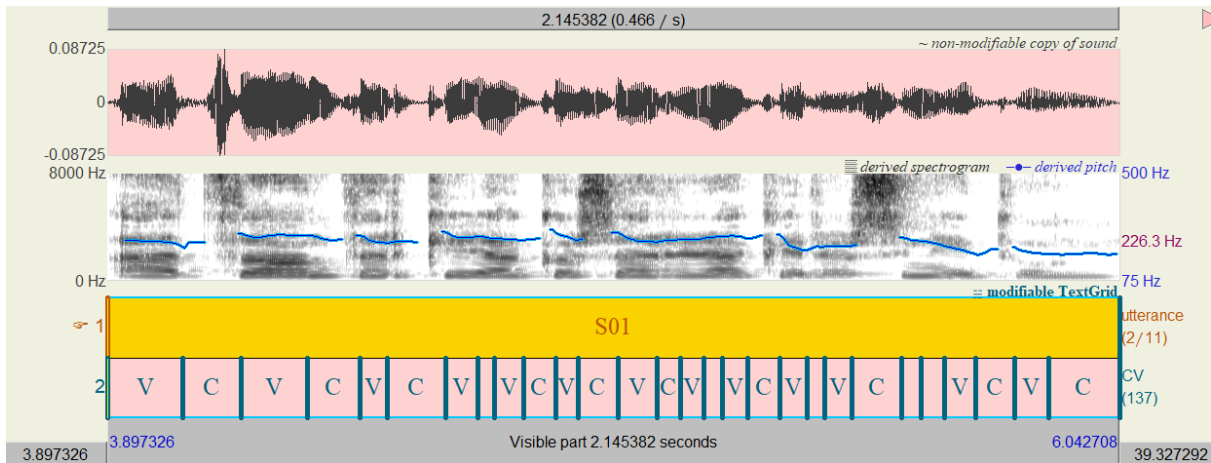 2.145382 (0.466 / s)
0.08725
~ non-modifiable copy of sound
0
-0.08725
8000 Hz
derived spectrogram
derived pitch
500 Hz
226.3 Hz
0 Hz
75 Hz
modifiable TextGrid
1
S01
utterance
(2/11)
2
V C V C V C V V C V C V C V V C V V C V C V C
CV
(137)
3.897326
Visible part 2.145382 seconds
6.042708
3.897326
39.327292